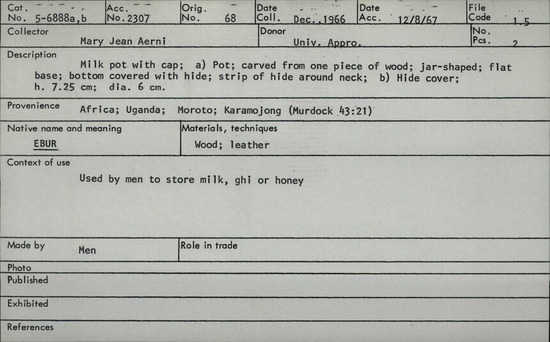 Cat. No. 5-6888a,b Acc. No. 2307 Orig. No. 68 Date Coll. Dec.,1966 Date Acc. 12/8/67 File Code 1.5
Collector Mary Jean Aerni Donor Univ. Appro. No. Pcs. 2
Description
Milk pot with cap; a) Pot; carved from one piece of wood; jar-shaped; flat
base; bottom covered with hide; strip of hide around neck; b) Hide cover;
h. 7.25 cm; dia. 6 cm.
Provenience Africa; Uganda; Moroto; Karamojong (Murdock 43:21)
Native name and meaning Materials, techniques
EBUR Wood; leather
Context of use
Used by men to store milk, ghi or honey
Made by Men Role in trade
Photo
Published
Exhibited
References